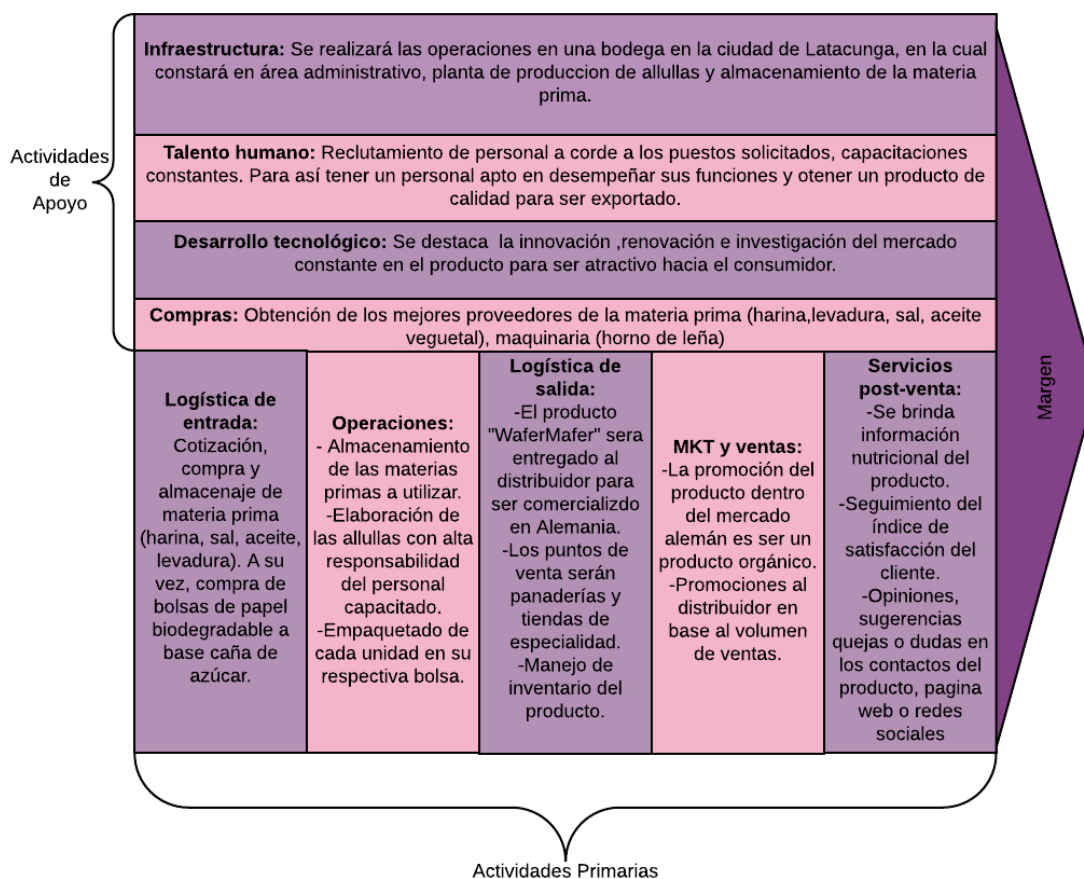 Infraestructura: Se realizará las operaciones en una bodega en la ciudad de Latacunga, en la cual
constará en área administrativo, planta de produccion de allullas y almacenamiento de la materia
prima.
Actividades
de
Apoyo
Talento humano: Reclutamiento de personal a corde a los puestos solicitados, capacitaciones
constantes. Para así tener un personal apto en desempeñar sus funciones y otener un producto de
calidad para ser exportado.
Desarrollo tecnológico: Se destaca  la innovación ,renovación e investigación del mercado
constante en el producto para ser atractivo hacia el consumidor.
Compras: Obtención de los mejores proveedores de la materia prima (harina,levadura, sal, aceite
veguetal), maquinaria (horno de leña)
Logística de
entrada:
Cotización,
compra y
almacenaje de
materia prima
(harina, sal, aceite,
levadura). A su
vez, compra de
bolsas de papel
biodegradable a
base caña de
azúcar.
Operaciones:
- Almacenamiento
de las materias
primas a utilizar.
-Elaboración de
las allullas con alta
responsabilidad
del personal
capacitado.
-Empaquetado de
cada unidad en su
respectiva bolsa.
Logística de
salida:
-El producto
"WaferMafer" sera
entregado al
distribuidor para
ser comercializdo
en Alemania.
-Los puntos de
venta serán
panaderías y
tiendas de
especialidad.
-Manejo de
inventario del
producto.
MKT y ventas:
-La promoción del
producto dentro
del mercado
alemán es ser un
producto orgánico.
-Promociones al
distribuidor en
base al volumen
de ventas.
Servicios
post-venta:
-Se brinda
información
nutricional del
producto.
-Seguimiento del
índice de
satisfacción del
cliente.
-Opiniones,
sugerencias
quejas o dudas en
los contactos del
producto, pagina
web o redes
sociales
Margen
Actividades Primarias